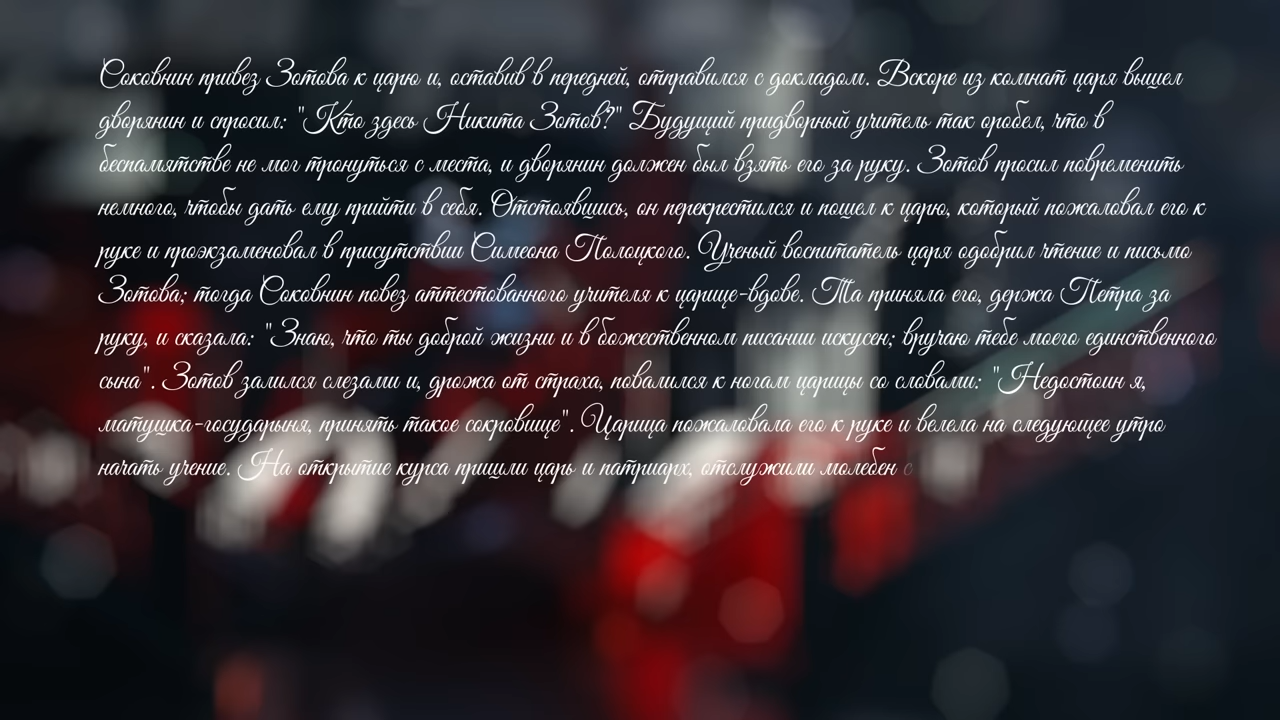 Соковнин привез Зотова к царю и, оставив в передней, отправился с докладом. Вскоре из комнат царя вышел
дворянин и спросил: "Кто здесь Никита Зотов?" Будущий придворный учитель так оробел, что в
беспамятстве не мог тронуться с места, и дворянин должен был взять его за руку. Зотов просил повременить
немного, чтобы дать ему прийти в себя. Отстоявшись, он перекрестился и пошел к царю, который пожаловал его к
руке и проэкзаменовал в присутствии Симеона Полоцкого. Ученый воспитатель царя одобрил чтение и письмо
Зотова; тогда Соковнин повез аттестованного учителя к царице-вдове. Та приняла его, держа Петра за
руку, и сказала: "Знаю, что ты доброй жизни и в божественном писании искусен; вручаю тебе моего единственного
сына". Зотов залился слезами и, дрожа от страха, повалился к ногам царицы со словами: "Недостоин я,
матушка-государыня, принять такое сокровище". Царица пожаловала его к руке и велела на следующее утро
начать учение. На открытие курса пришли царь и патриарх, отслужили молебен с